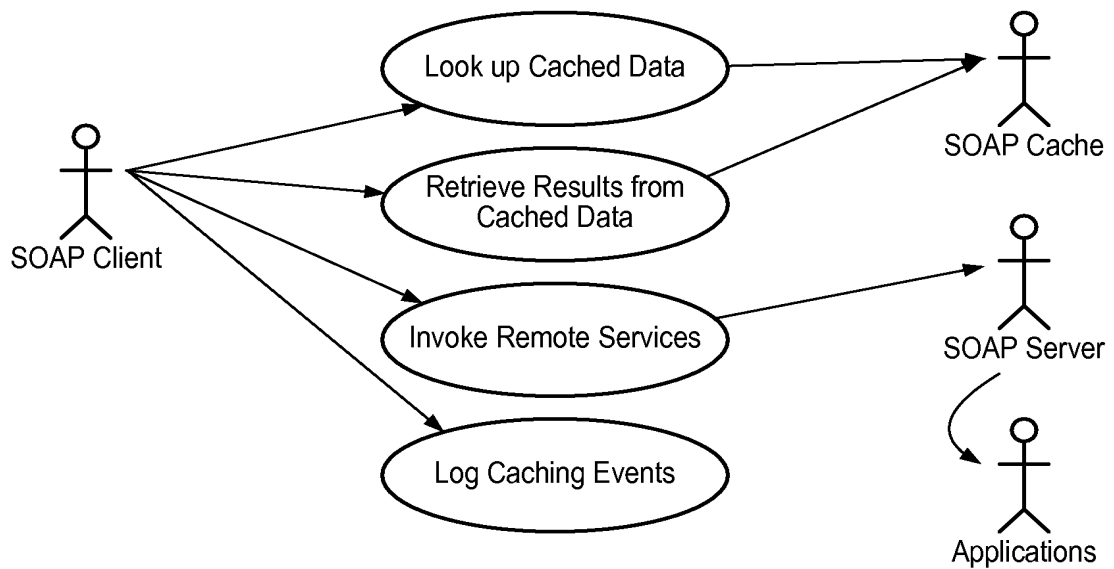 Look up Cached Data
SOAP Cache
Retrieve Results from
Cached Data
SOAP Client
Invoke Remote Services
SOAP Server
Log Caching Events
Applications